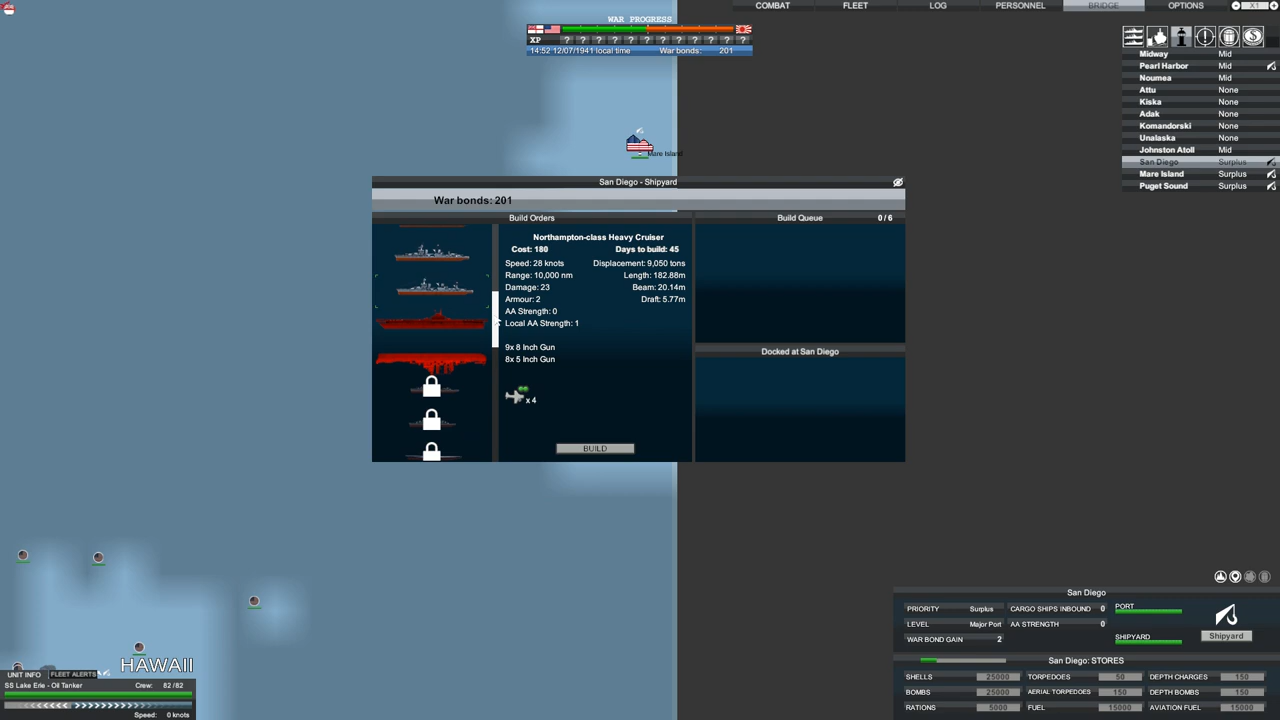 COMBAT FLEET LOG PERSONNEL BRIDGE OPTIONS X1
WAR PROGRESS
XP ? ? ? ? ? ? ? ? ? ? ? ?
14:52 12/07/1941 local time War bonds: 201
Midway Mid
Pearl Harbor Mid
Noumea Mid
Attu None
Kiska None
Adak None
Komandorski None
Unalaska None
Johnston Atoll Mid
San Diego Surplus
Mare Island Surplus
Puget Sound Surplus
Mare Island
San Diego - Shipyard
War bonds: 201
Build Orders
Build Queue 0/6
Northampton-class Heavy Cruiser
Cost: 180 Days to build: 45
Speed: 28 knots Displacement: 9,050 tons
Range: 10,000 nm Length: 182.88m
Damage: 23 Beam: 20.14m
Armour: 2 Draft: 5.77m
AA Strength: 0
Local AA Strength: 1
9x 8 Inch Gun
8x 5 Inch Gun
x 4
BUILD
Docked at San Diego
HAWAII
UNIT INFO FLEET ALERTS
SS Lake Erie - Oil Tanker Crew: 82/82
Speed: 0 knots
San Diego
PRIORITY Surplus CARGO SHIPS INBOUND 0 PORT
LEVEL Major Port AA STRENGTH 0
WAR BOND GAIN 2 SHIPYARD Shipyard
San Diego: STORES
SHELLS 25000 TORPEDOES 50 DEPTH CHARGES 150
BOMBS 25000 AERIAL TORPEDOES 150 DEPTH BOMBS 150
RATIONS 5000 FUEL 15000 AVIATION FUEL 15000